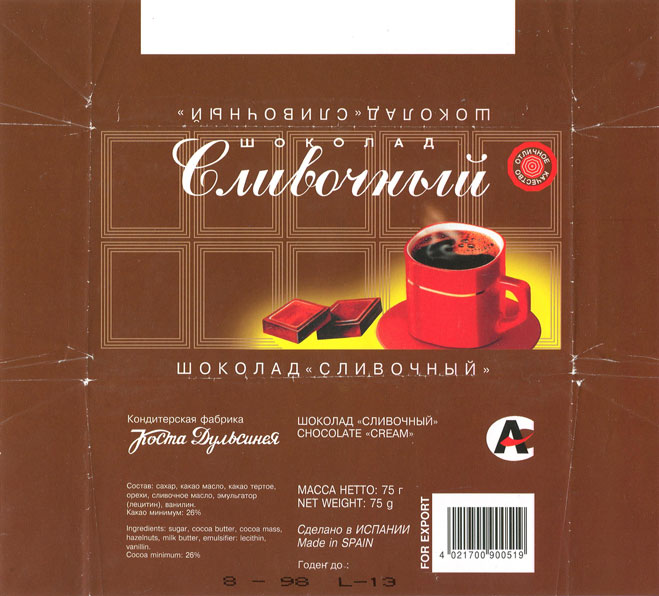 ШОКОЛАД «СЛИВОЧНЫЙ»
ШОКОЛАД
Сливочный
ОТЛИЧНОЕ КАЧЕСТВО
ШОКОЛАД «СЛИВОЧНЫЙ»
Кондитерская фабрика
Коста Дульсинея
Состав: сахар, какао масло, какао тертое,
орехи, сливочное масло, эмульгатор
(лецитин), ванилин.
Какао минимум: 26%
Ingredients: sugar, cocoa butter, cocoa mass,
hazelnuts, milk butter, emulsifier: lecithin,
vanillin.
Cocoa minimum: 26%
ШОКОЛАД «СЛИВОЧНЫЙ»
CHOCOLATE «CREAM»
МАССА НЕТТО: 75 г
NET WEIGHT: 75 g
Сделано в ИСПАНИИ
Made in SPAIN
Годен до:
8 - 98 L-13
AC
FOR EXPORT
4 021700 900519